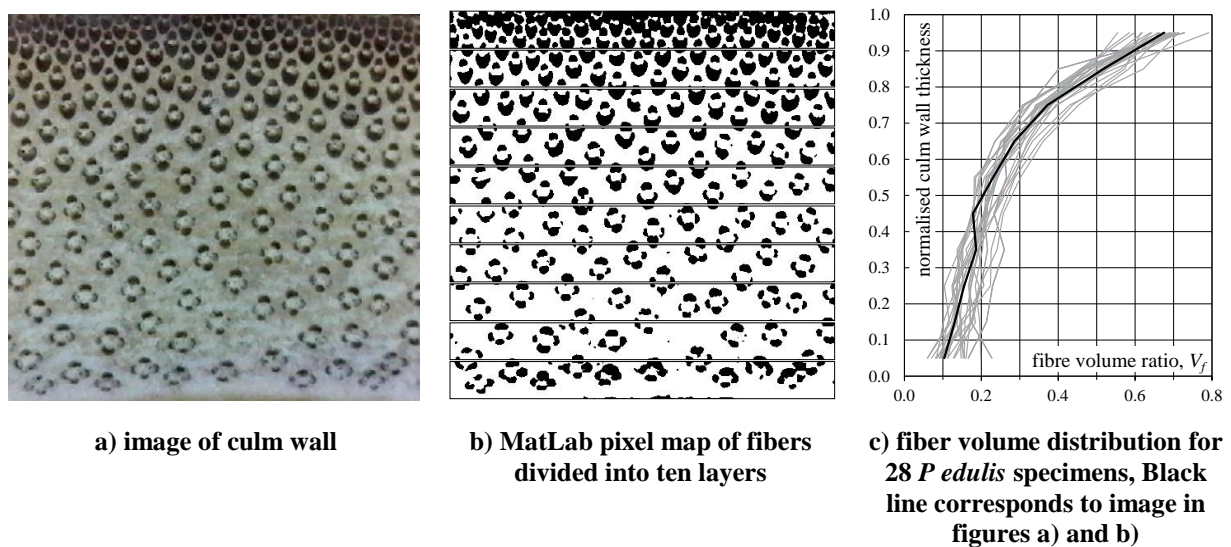 1.0
0.9
0.8
0.7
0.6
0.5
0.4
0.3
0.2
0.1
0.0
normalised culm wall thickness
fibre volume ratio, Vf
0.0 0.2 0.4 0.6 0.8
a) image of culm wall
b) MatLab pixel map of fibers
divided into ten layers
c) fiber volume distribution for
28 P edulis specimens, Black
line corresponds to image in
figures a) and b)